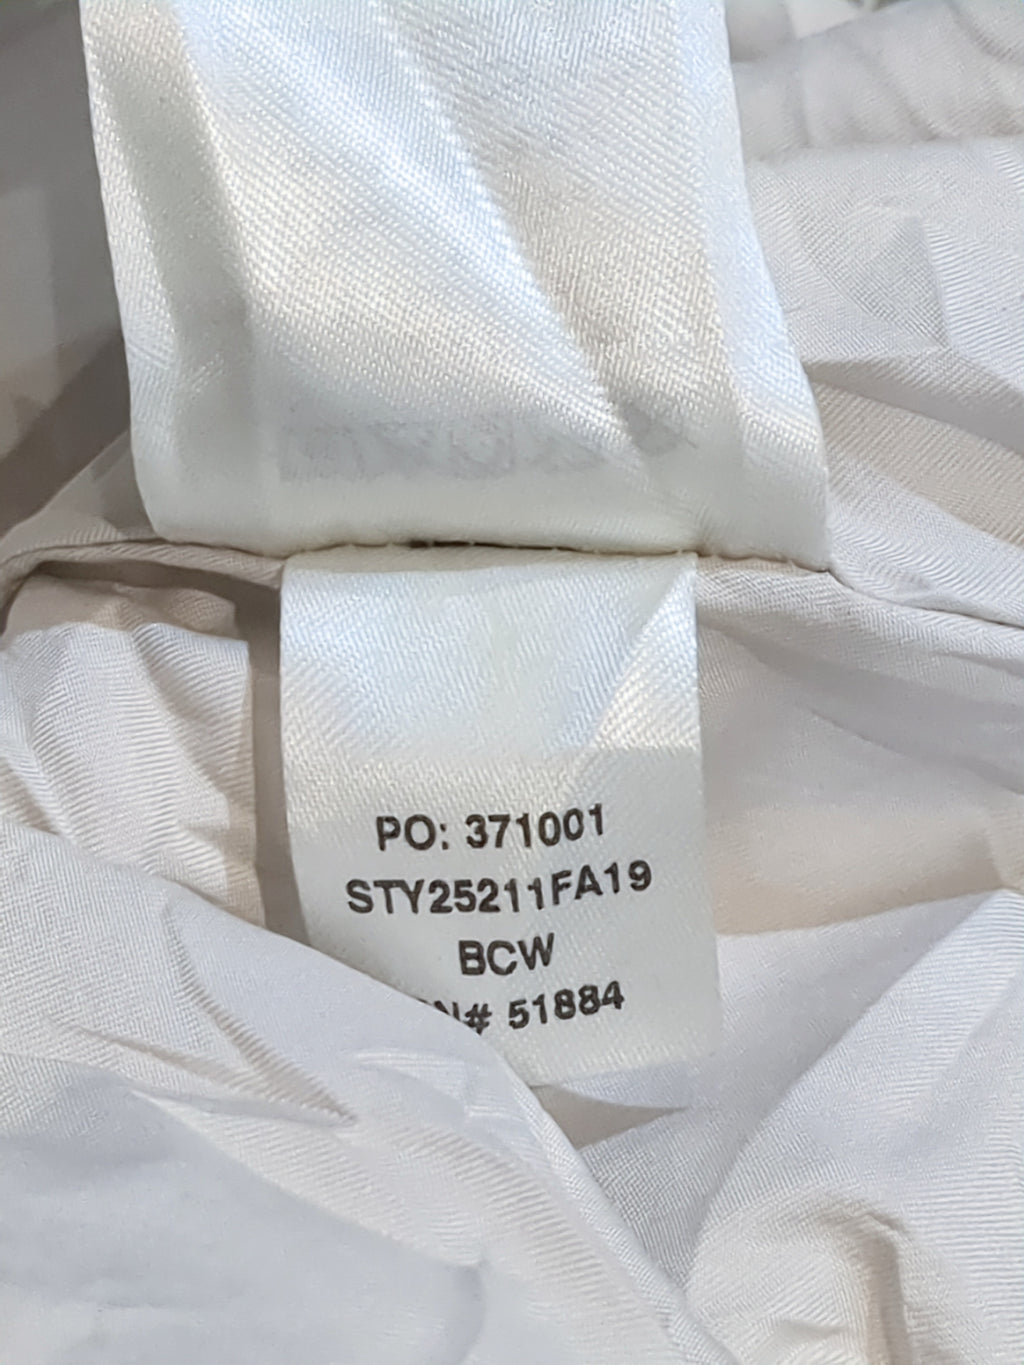 PO: 371001
STY25211FA19
BCW
N# 51884